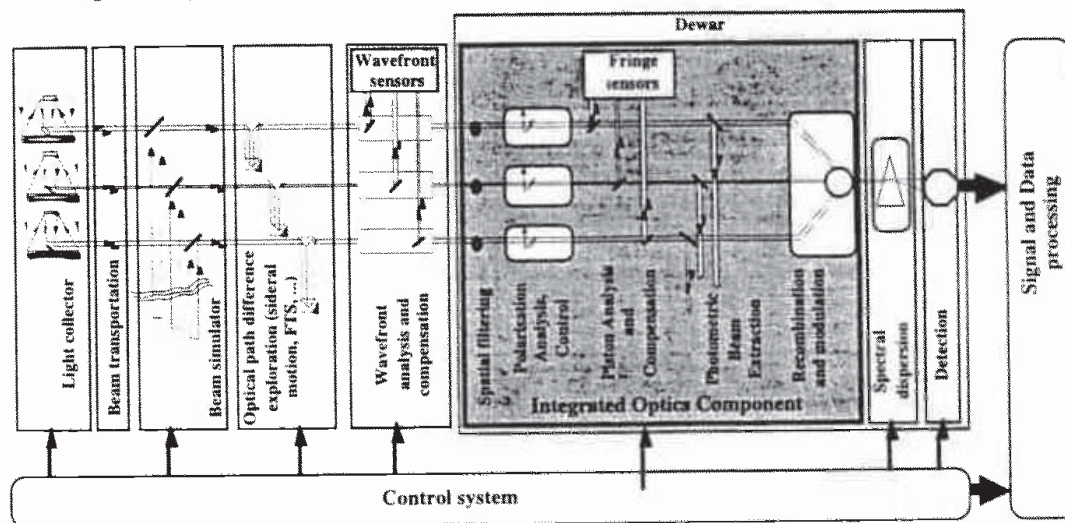 Dewar
Wavefront
sensors
Fringe
sensors
Light collector
Beam transportation
Beam simulator
Optical path difference
exploration (sideral
motion, FTS, ...)
Wavefront
analysis and
compensation
Spatial filtering
Polarisation
Analysis,
Control
Piston Analysis
and
Compensation
Photometric
Beam
Extraction
Recombination
and modulation
Integrated Optics Component
Spectral
dispersion
Detection
Signal and Data
processing
Control system